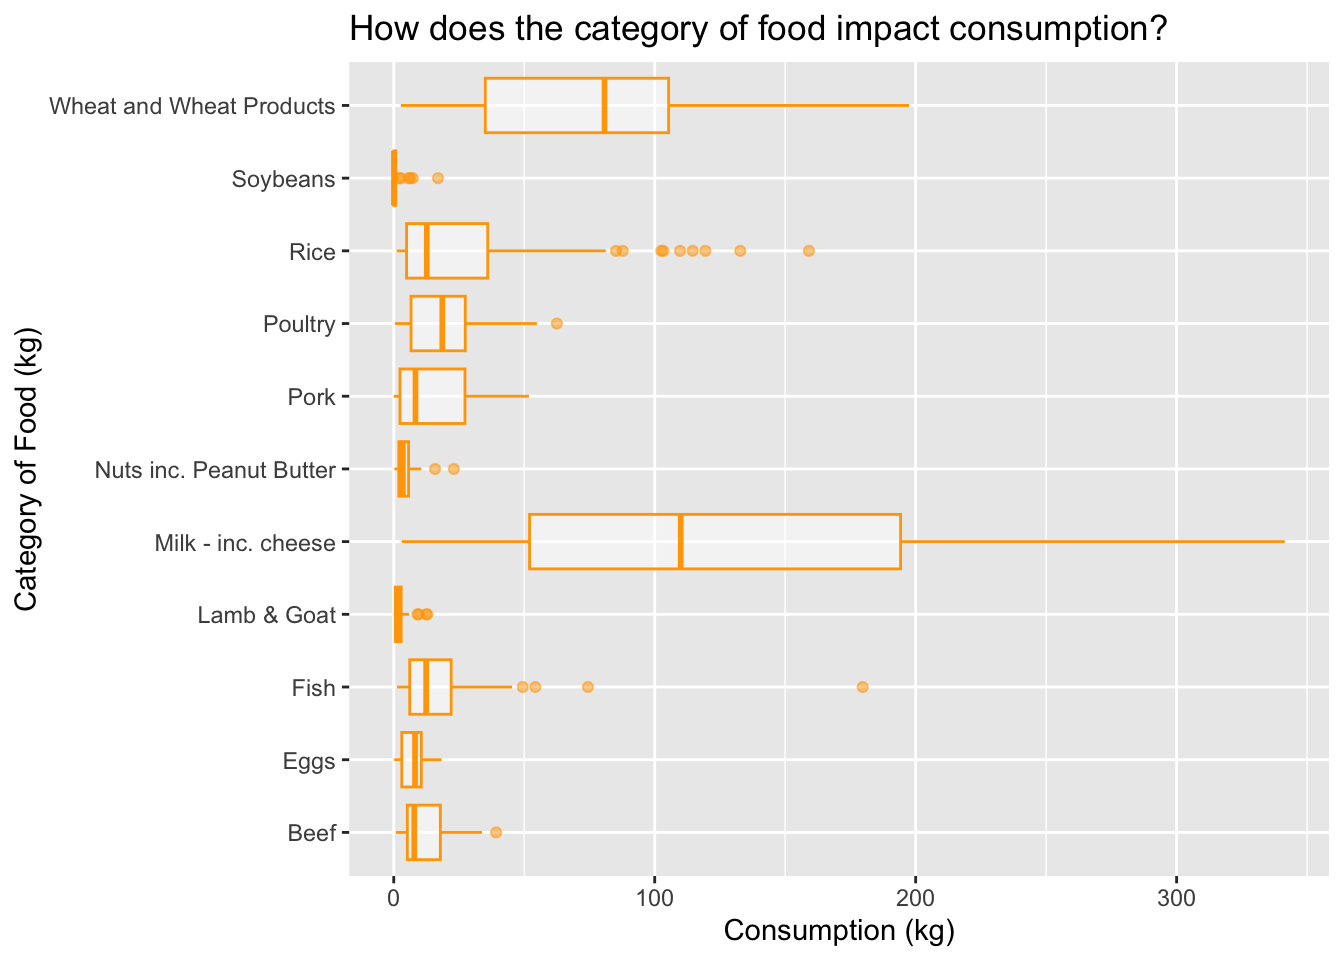 How does the category of food impact consumption?
Category of Food (kg)
Wheat and Wheat Products
Soybeans
Rice
Poultry
Pork
Nuts inc. Peanut Butter
Milk - inc. cheese
Lamb & Goat
Fish
Eggs
Beef
0 100 200 300
Consumption (kg)